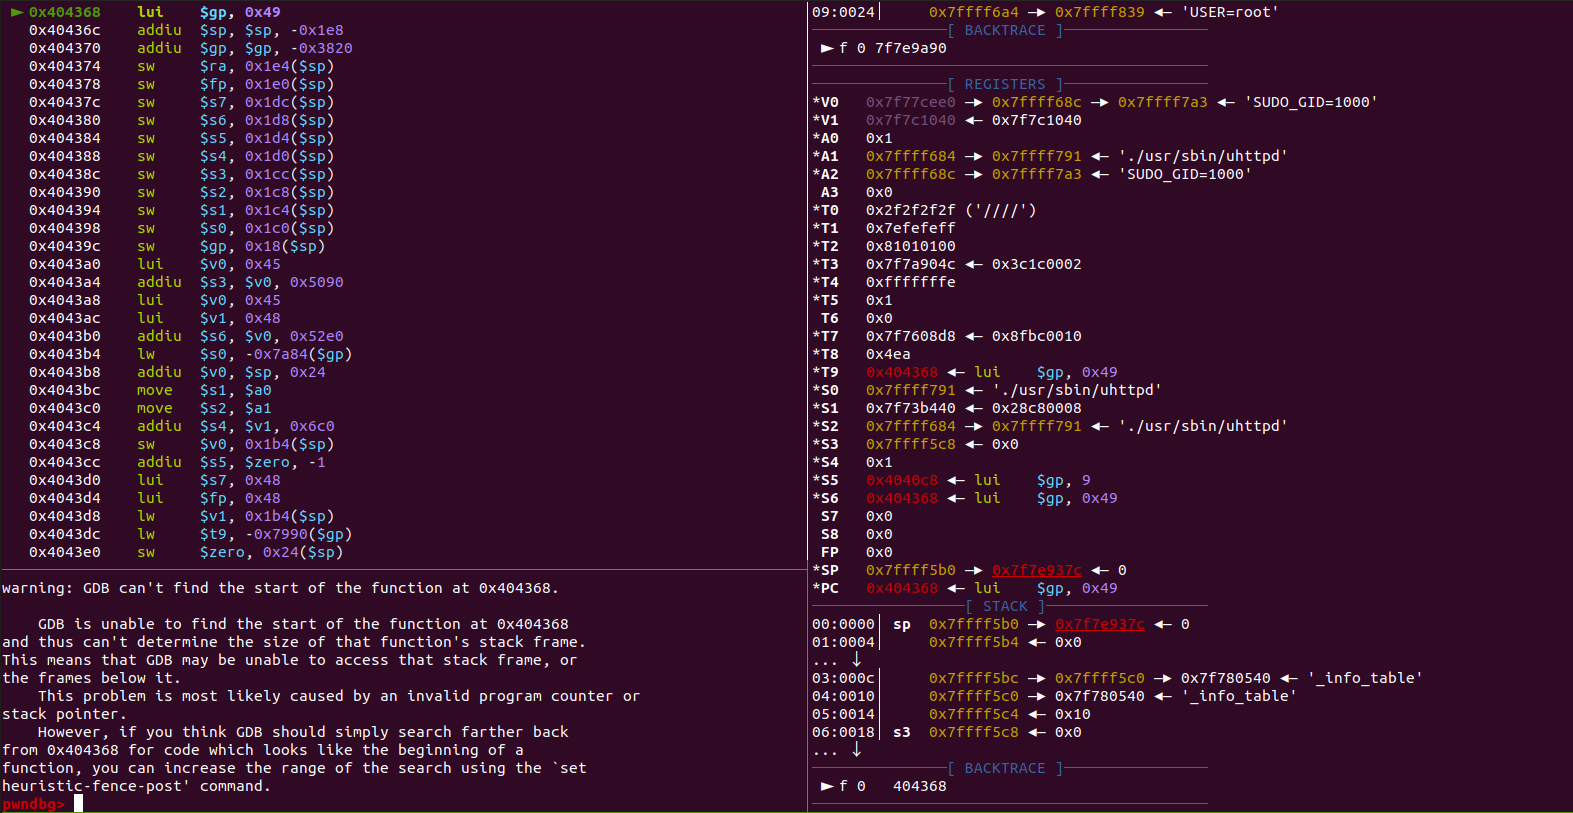 ► 0x404368    lui    $gp, 0x49
0x40436c    addiu  $sp, $sp, -0x1e8
0x404370    addiu  $gp, $gp, -0x3820
0x404374    sw     $ra, 0x1e4($sp)
0x404378    sw     $fp, 0x1e0($sp)
0x40437c    sw     $s7, 0x1dc($sp)
0x404380    sw     $s6, 0x1d8($sp)
0x404384    sw     $s5, 0x1d4($sp)
0x404388    sw     $s4, 0x1d0($sp)
0x40438c    sw     $s3, 0x1cc($sp)
0x404390    sw     $s2, 0x1c8($sp)
0x404394    sw     $s1, 0x1c4($sp)
0x404398    sw     $s0, 0x1c0($sp)
0x40439c    sw     $gp, 0x18($sp)
0x4043a0    lui    $v0, 0x45
0x4043a4    addiu  $s3, $v0, 0x5090
0x4043a8    lui    $v0, 0x45
0x4043ac    lui    $v1, 0x48
0x4043b0    addiu  $s6, $v0, 0x52e0
0x4043b4    lw     $s0, -0x7a84($gp)
0x4043b8    addiu  $v0, $sp, 0x24
0x4043bc    move   $s1, $a0
0x4043c0    move   $s2, $a1
0x4043c4    addiu  $s4, $v1, 0x6c0
0x4043c8    sw     $v0, 0x1b4($sp)
0x4043cc    addiu  $s5, $zero, -1
0x4043d0    lui    $s7, 0x48
0x4043d4    lui    $fp, 0x48
0x4043d8    lw     $v1, 0x1b4($sp)
0x4043dc    lw     $t9, -0x7990($gp)
0x4043e0    sw     $zero, 0x24($sp)
warning: GDB can't find the start of the function at 0x404368.
GDB is unable to find the start of the function at 0x404368
and thus can't determine the size of that function's stack frame.
This means that GDB may be unable to access that stack frame, or
the frames below it.
This problem is most likely caused by an invalid program counter or
stack pointer.
However, if you think GDB should simply search farther back
from 0x404368 for code which looks like the beginning of a
function, you can increase the range of the search using the `set
heuristic-fence-post' command.
pwndbg>
09:0024│     0x7ffff6a4 —► 0x7ffff839 ◄— 'USER=root'
[ BACKTRACE ]
► f 0 7f7e9a90
[ REGISTERS ]
*V0   0x7f77cee0 —► 0x7ffff68c —► 0x7ffff7a3 ◄— 'SUDO_GID=1000'
*V1   0x7f7c1040 ◄— 0x7f7c1040
*A0   0x1
*A1   0x7ffff684 —► 0x7ffff791 ◄— './usr/sbin/uhttpd'
*A2   0x7ffff68c —► 0x7ffff7a3 ◄— 'SUDO_GID=1000'
A3   0x0
*T0   0x2f2f2f2f ('////')
*T1   0x7efefeff
*T2   0x81010100
*T3   0x7f7a904c ◄— 0x3c1c0002
*T4   0xfffffffe
*T5   0x1
T6   0x0
*T7   0x7f7608d8 ◄— 0x8fbc0010
*T8   0x4ea
*T9   0x404368 ◄— lui    $gp, 0x49
*S0   0x7ffff791 ◄— './usr/sbin/uhttpd'
*S1   0x7f73b440 ◄— 0x28c80008
*S2   0x7ffff684 —► 0x7ffff791 ◄— './usr/sbin/uhttpd'
*S3   0x7ffff5c8 ◄— 0x0
*S4   0x1
*S5   0x4040c8 ◄— lui    $gp, 9
*S6   0x404368 ◄— lui    $gp, 0x49
S7   0x0
S8   0x0
FP   0x0
*SP   0x7ffff5b0 —► 0x7f7e937c ◄— 0
*PC   0x404368 ◄— lui    $gp, 0x49
[ STACK ]
00:0000│ sp  0x7ffff5b0 —► 0x7f7e937c ◄— 0
01:0004│     0x7ffff5b4 ◄— 0x0
... ↓
03:000c│     0x7ffff5bc —► 0x7ffff5c0 —► 0x7f780540 ◄— '_info_table'
04:0010│     0x7ffff5c0 —► 0x7f780540 ◄— '_info_table'
05:0014│     0x7ffff5c4 ◄— 0x10
06:0018│ s3  0x7ffff5c8 ◄— 0x0
... ↓
[ BACKTRACE ]
► f 0   404368